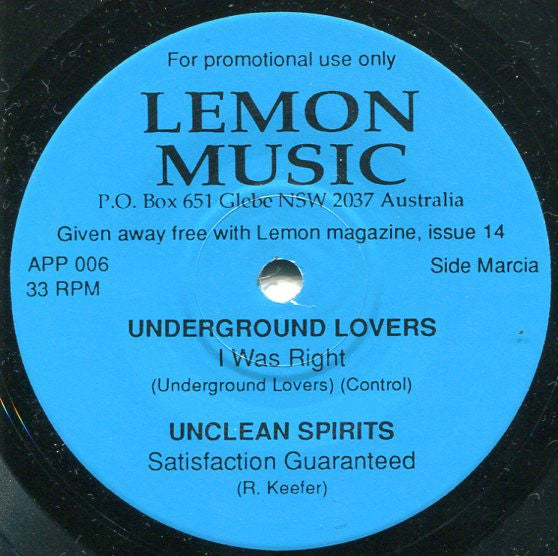 For promotional use only
LEMON
MUSIC
P.O. Box 651 Glebe NSW 2037 Australia
Given away free with Lemon magazine, issue 14
APP 006 Side Marcia
33 RPM
UNDERGROUND LOVERS
I Was Right
(Underground Lovers) (Control)
UNCLEAN SPIRITS
Satisfaction Guaranteed
(R. Keefer)